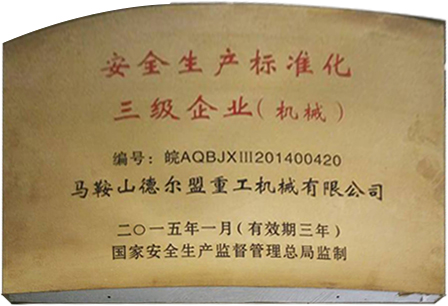 安全生产标准化
三级企业（机械）
编号：皖AQBJXIII201400420
马鞍山德尔盟重工机械有限公司
二〇一五年一月（有效期三年）
国家安全生产监督管理总局监制